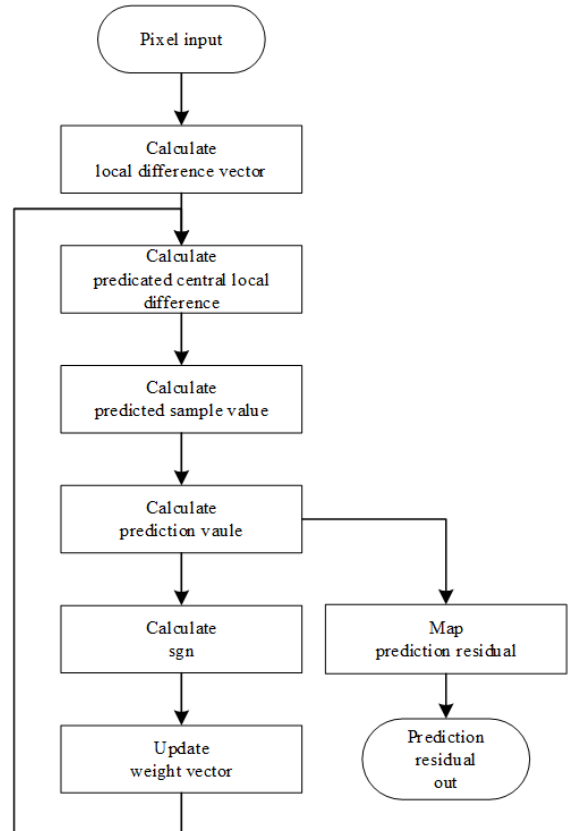 Pixel input
Calculate
local difference vector
Calculate
predicated central local
difference
Calculate
predicted sample value
Calculate
prediction vaule
Calculate
sgn
Map
prediction residual
Update
weight vector
Prediction
residual
out